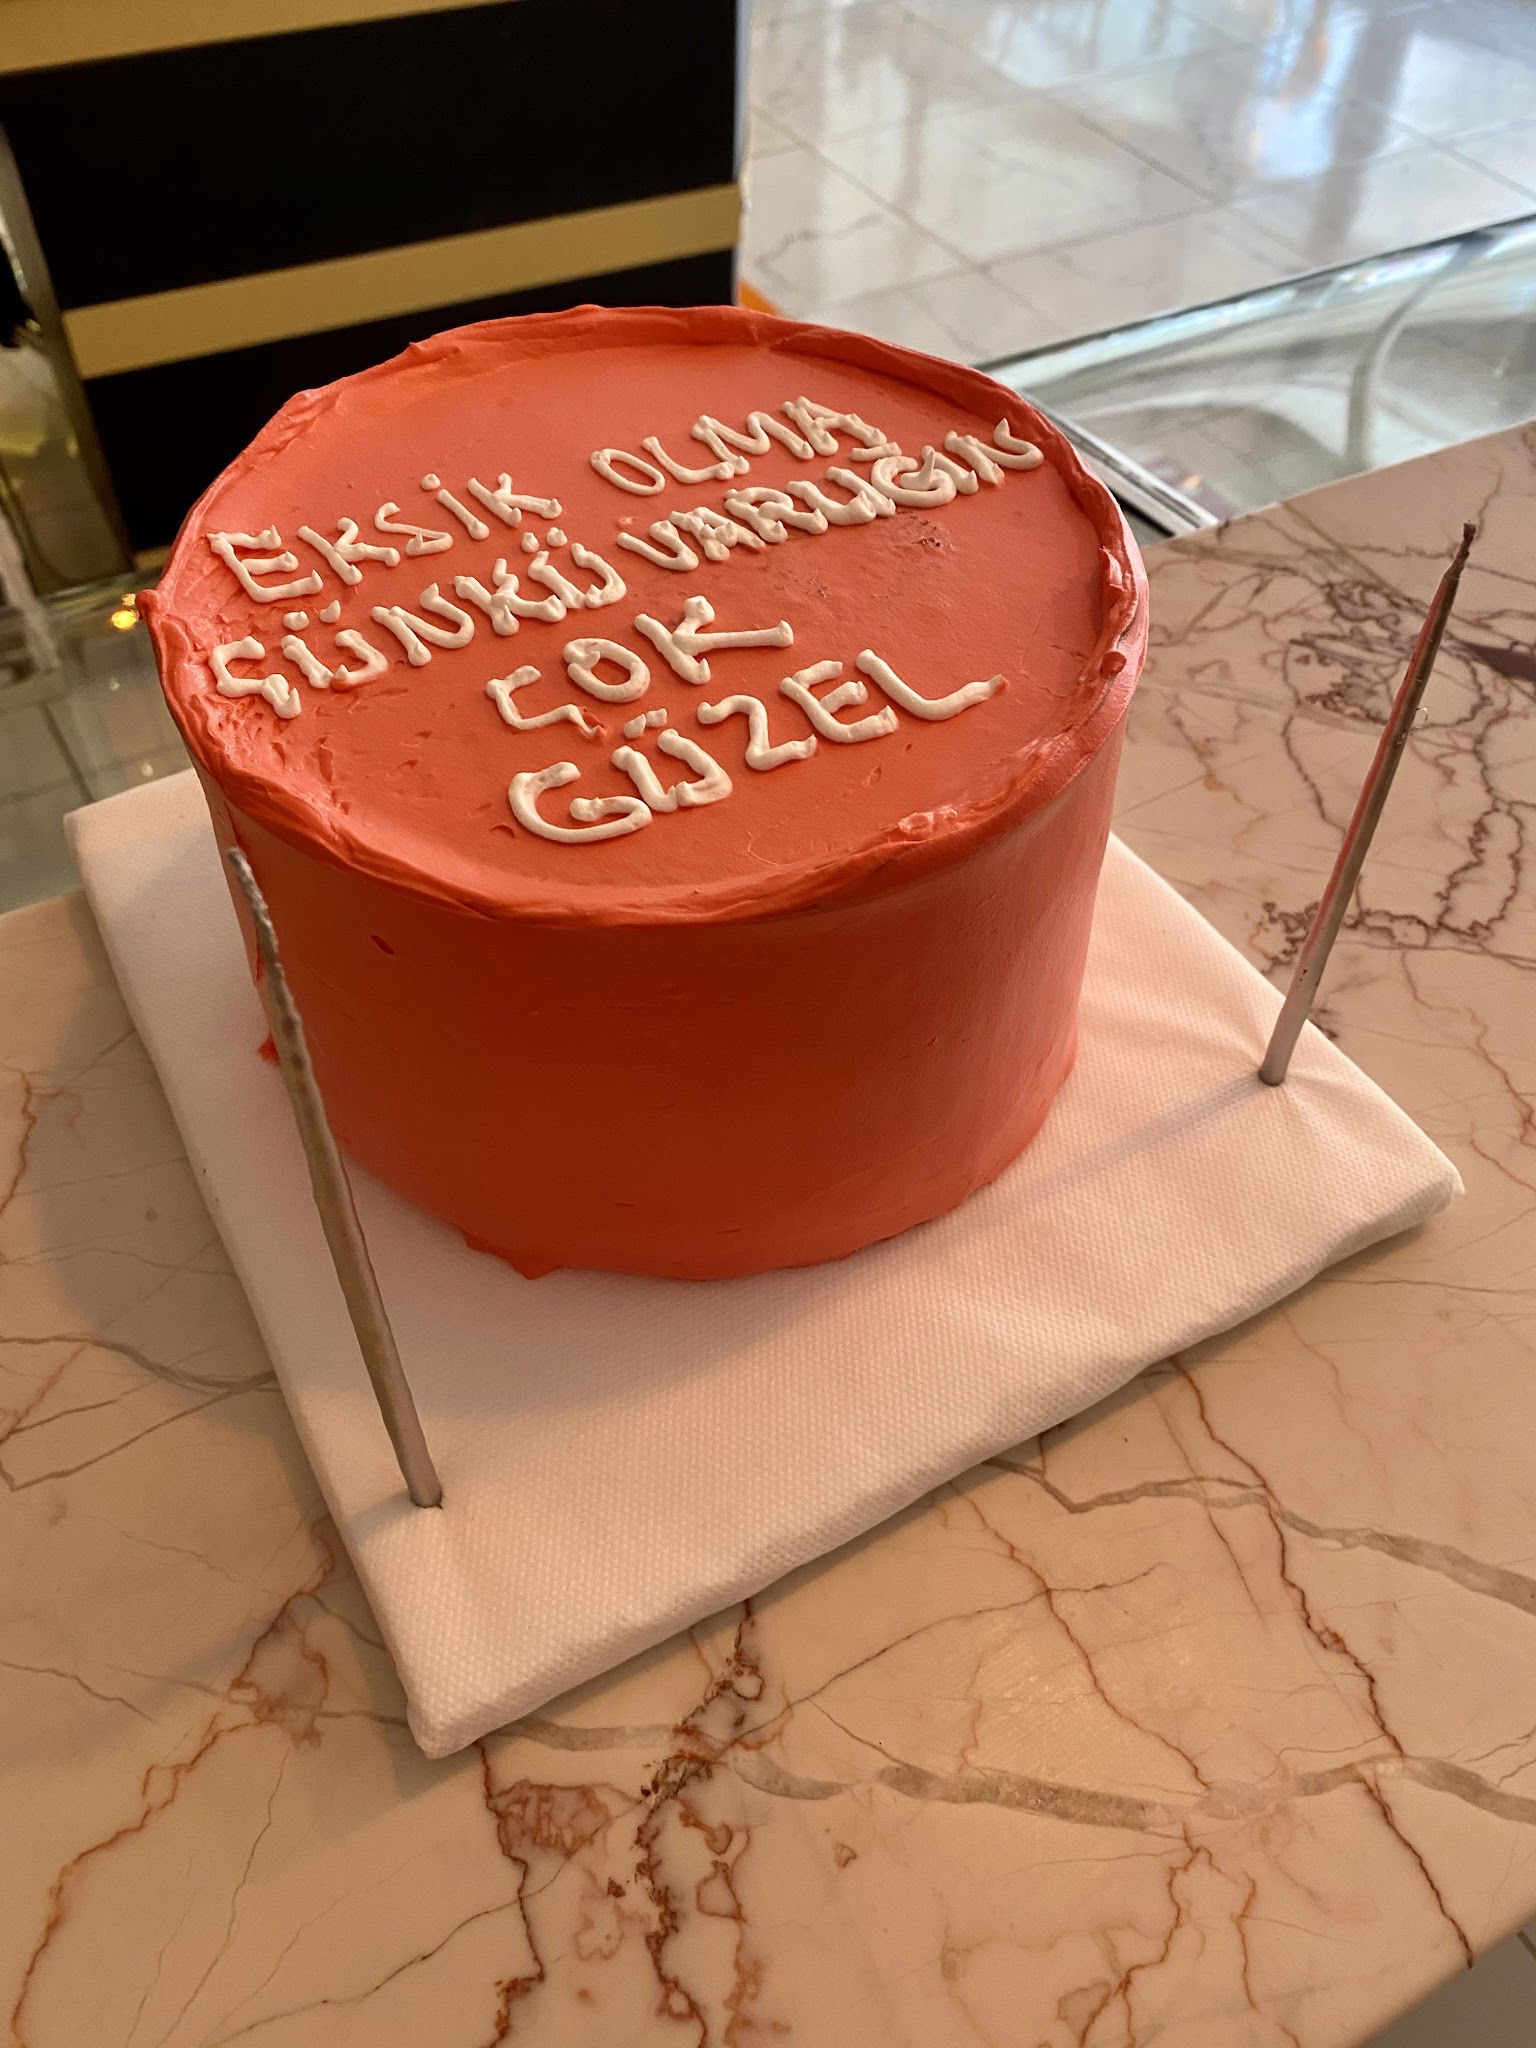 EKSİK OLMA
ÇÜNKÜ VARLIĞIN
ÇOK
GÜZEL